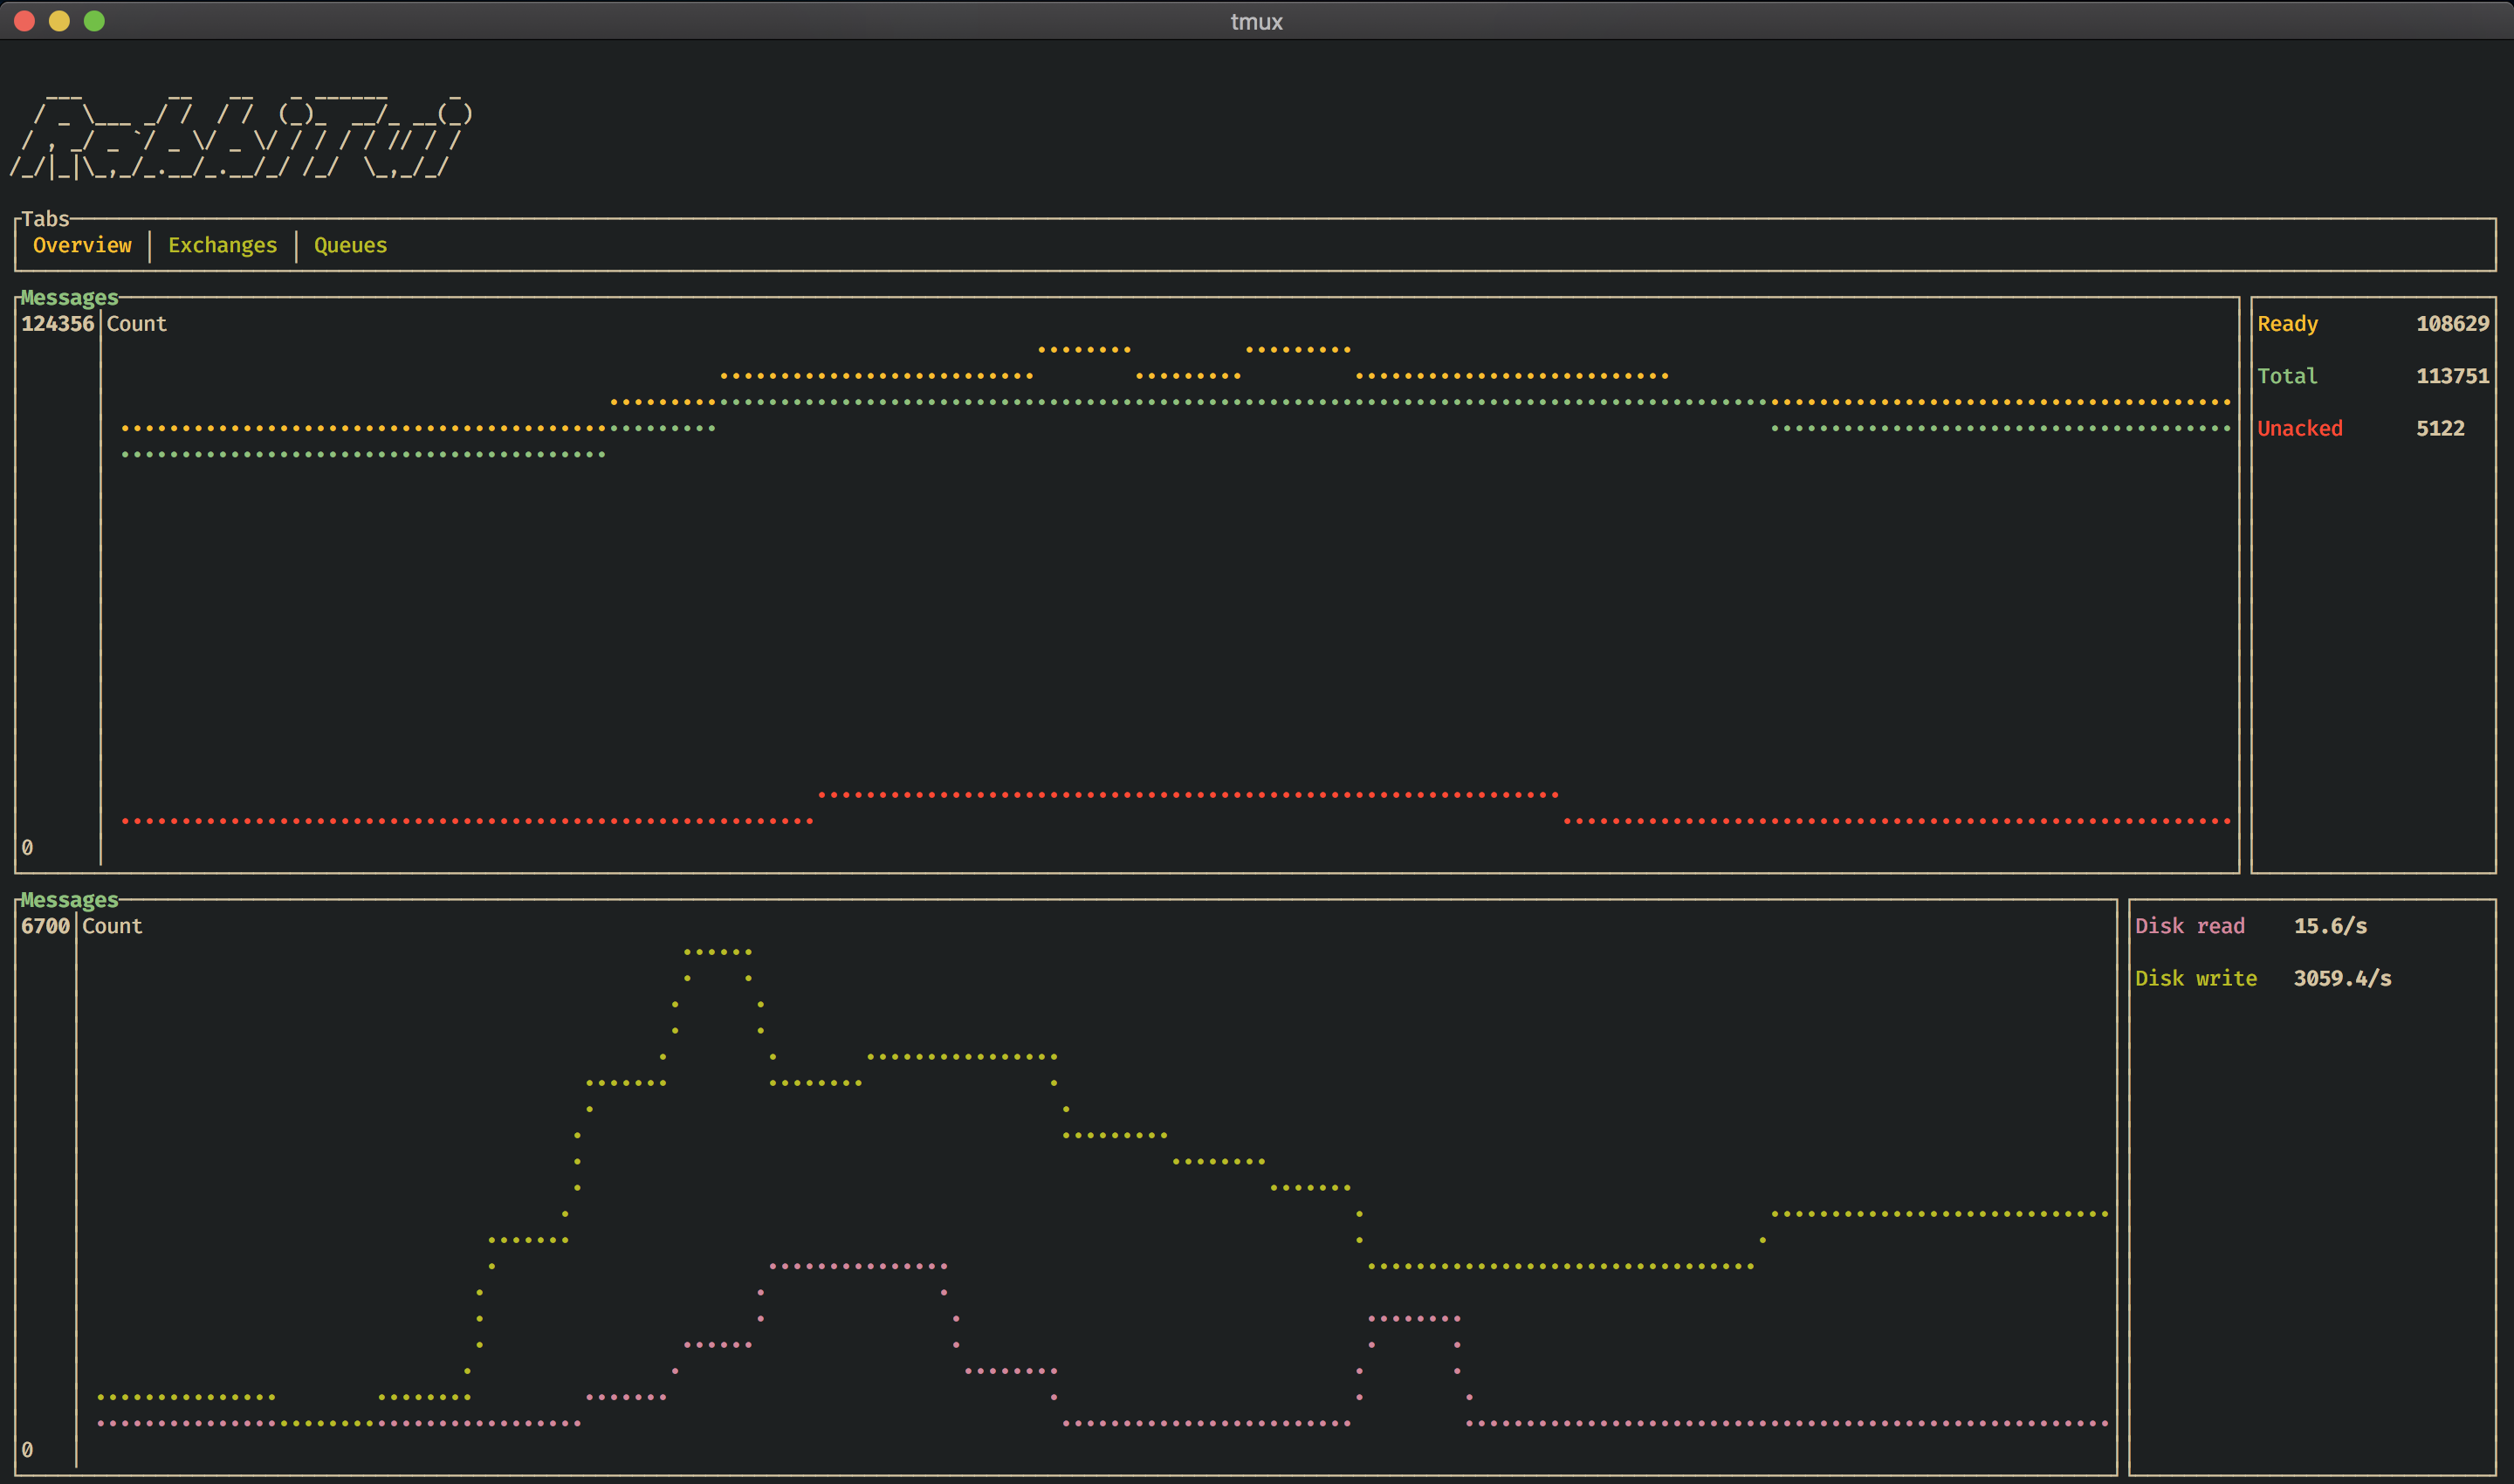 tmux
RabbiTui
Tabs
Overview │ Exchanges │ Queues
Messages
124356 Count
0
Ready 108629
Total 113751
Unacked 5122
Messages
6700 Count
0
Disk read 15.6/s
Disk write 3059.4/s